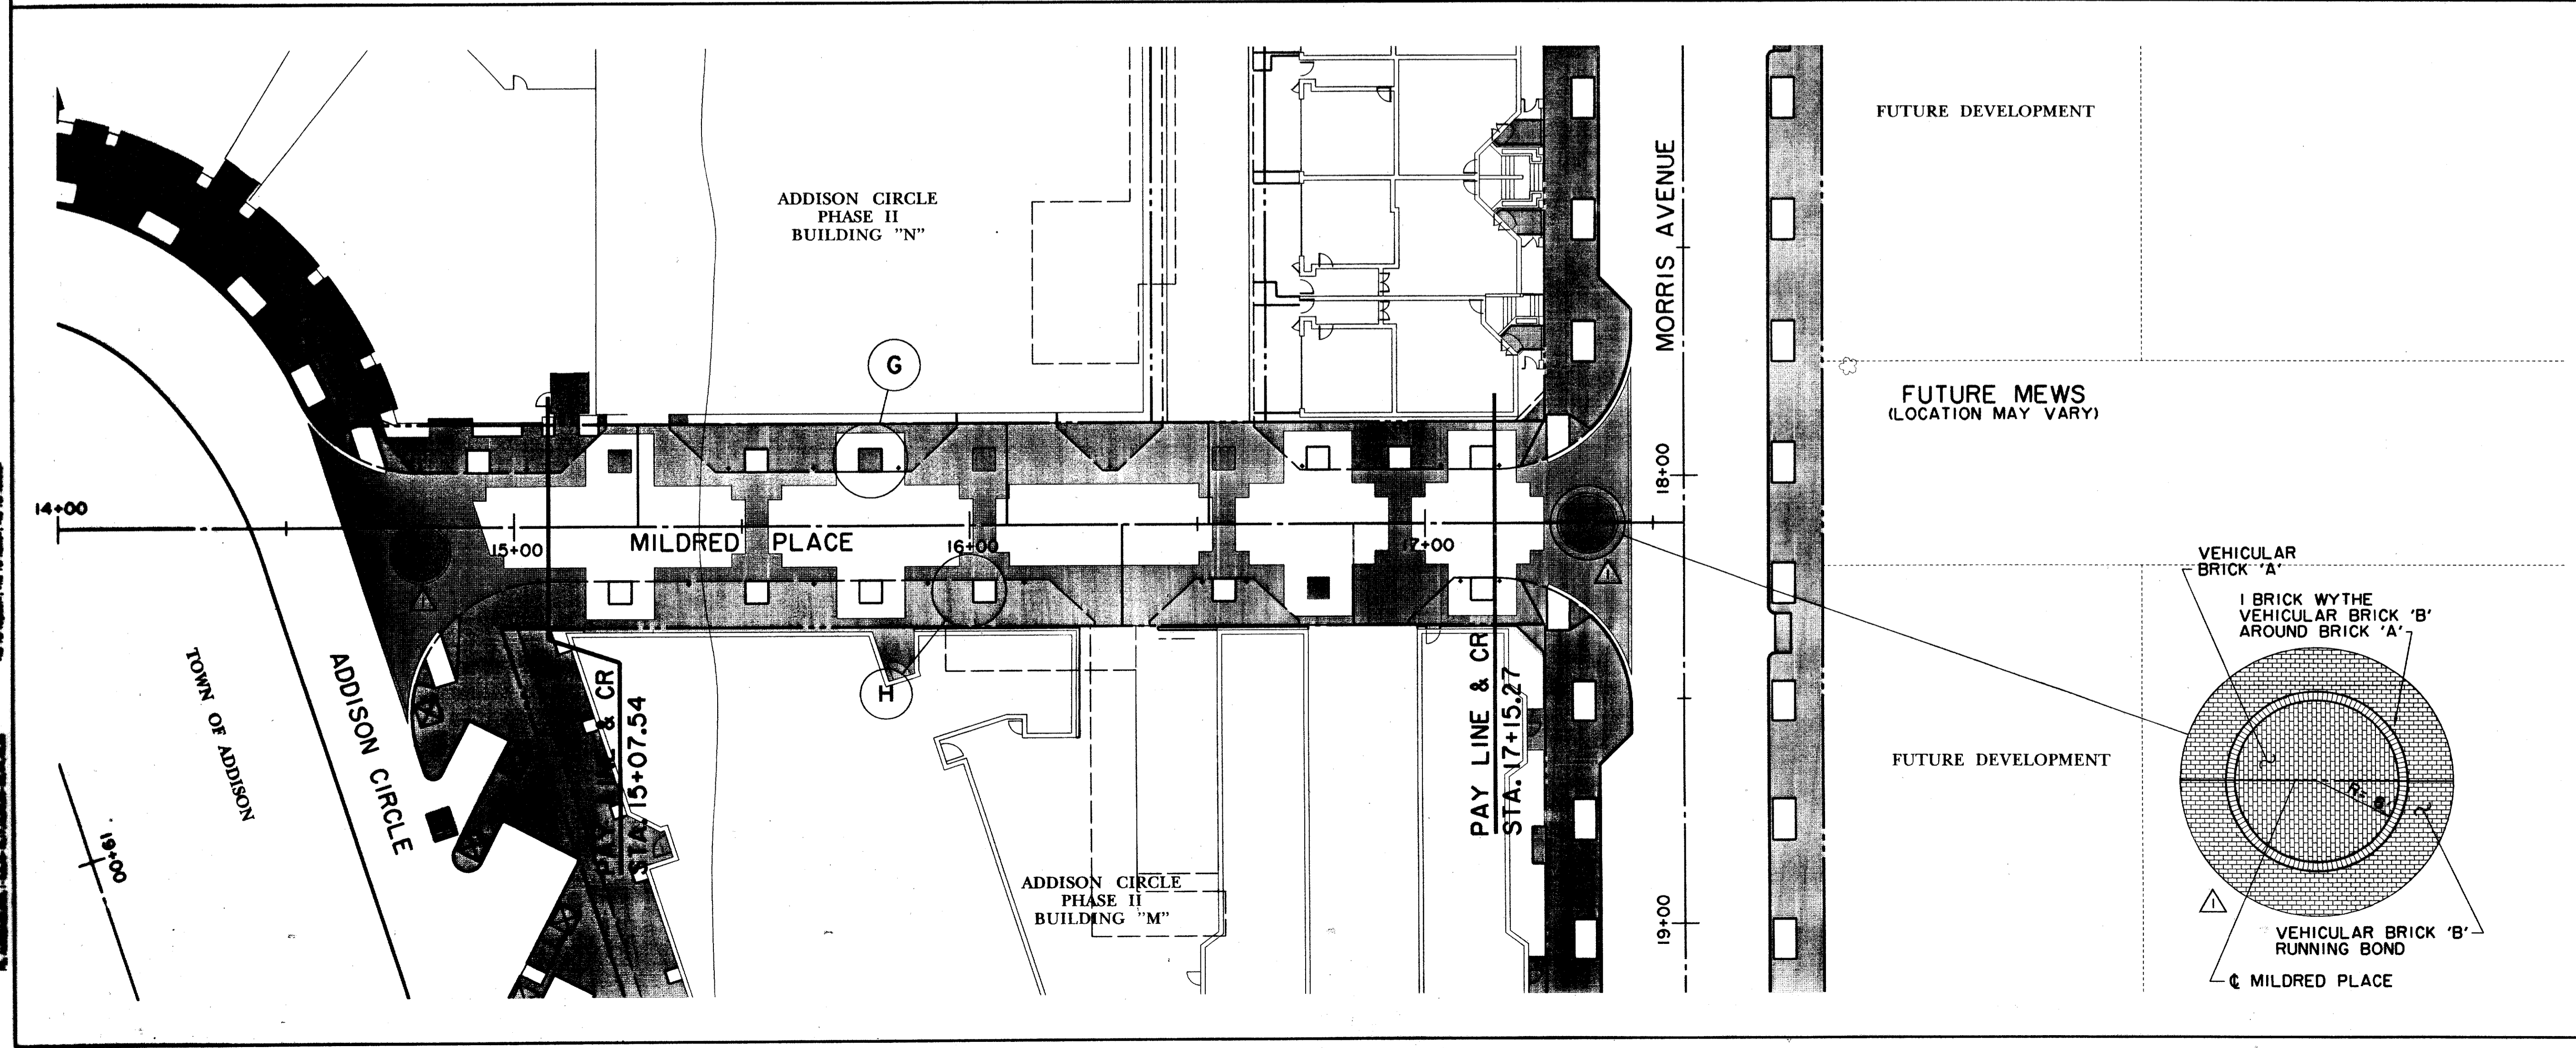 FUTURE DEVELOPMENT
ADDISON CIRCLE
PHASE II
BUILDING "N"
MORRIS AVENUE
G
FUTURE MEWS
(LOCATION MAY VARY)
18+00
14+00
15+00
MILDRED PLACE
16+00
17+00
VEHICULAR
BRICK 'A'
1 BRICK WYTHE
VEHICULAR BRICK 'B'
AROUND BRICK 'A'
TOWN OF ADDISON
ADDISON CIRCLE
19+00
PAY LINE & CR
STA. 15+07.54
H
PAY LINE & CR
STA. 17+15.27
FUTURE DEVELOPMENT
ADDISON CIRCLE
PHASE II
BUILDING "M"
19+00
1
VEHICULAR BRICK 'B'
RUNNING BOND
℄ MILDRED PLACE